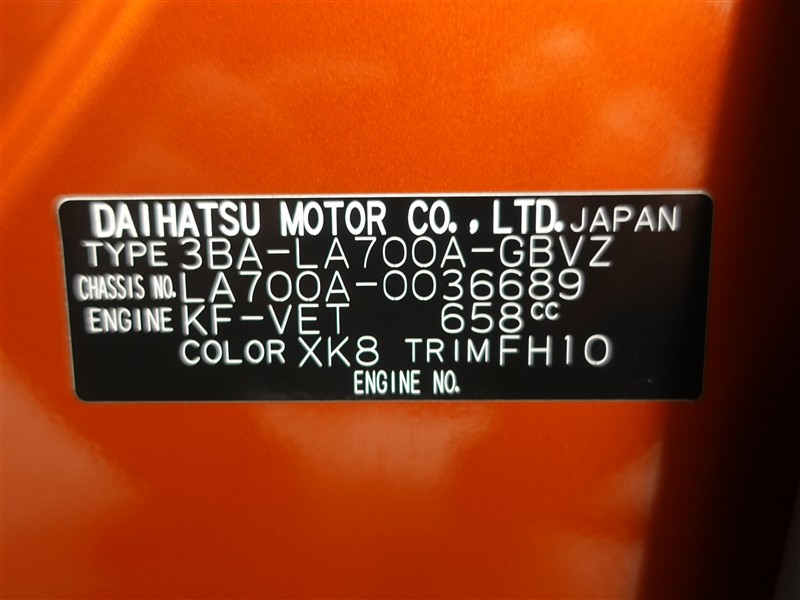 DAIHATSU MOTOR CO., LTD. JAPAN
TYPE 3BA-LA700A-GBVZ
CHASSIS NO. LA700A-0036689
ENGINE KF-VET 658cc
COLOR XK8 TRIM FH10
ENGINE NO.